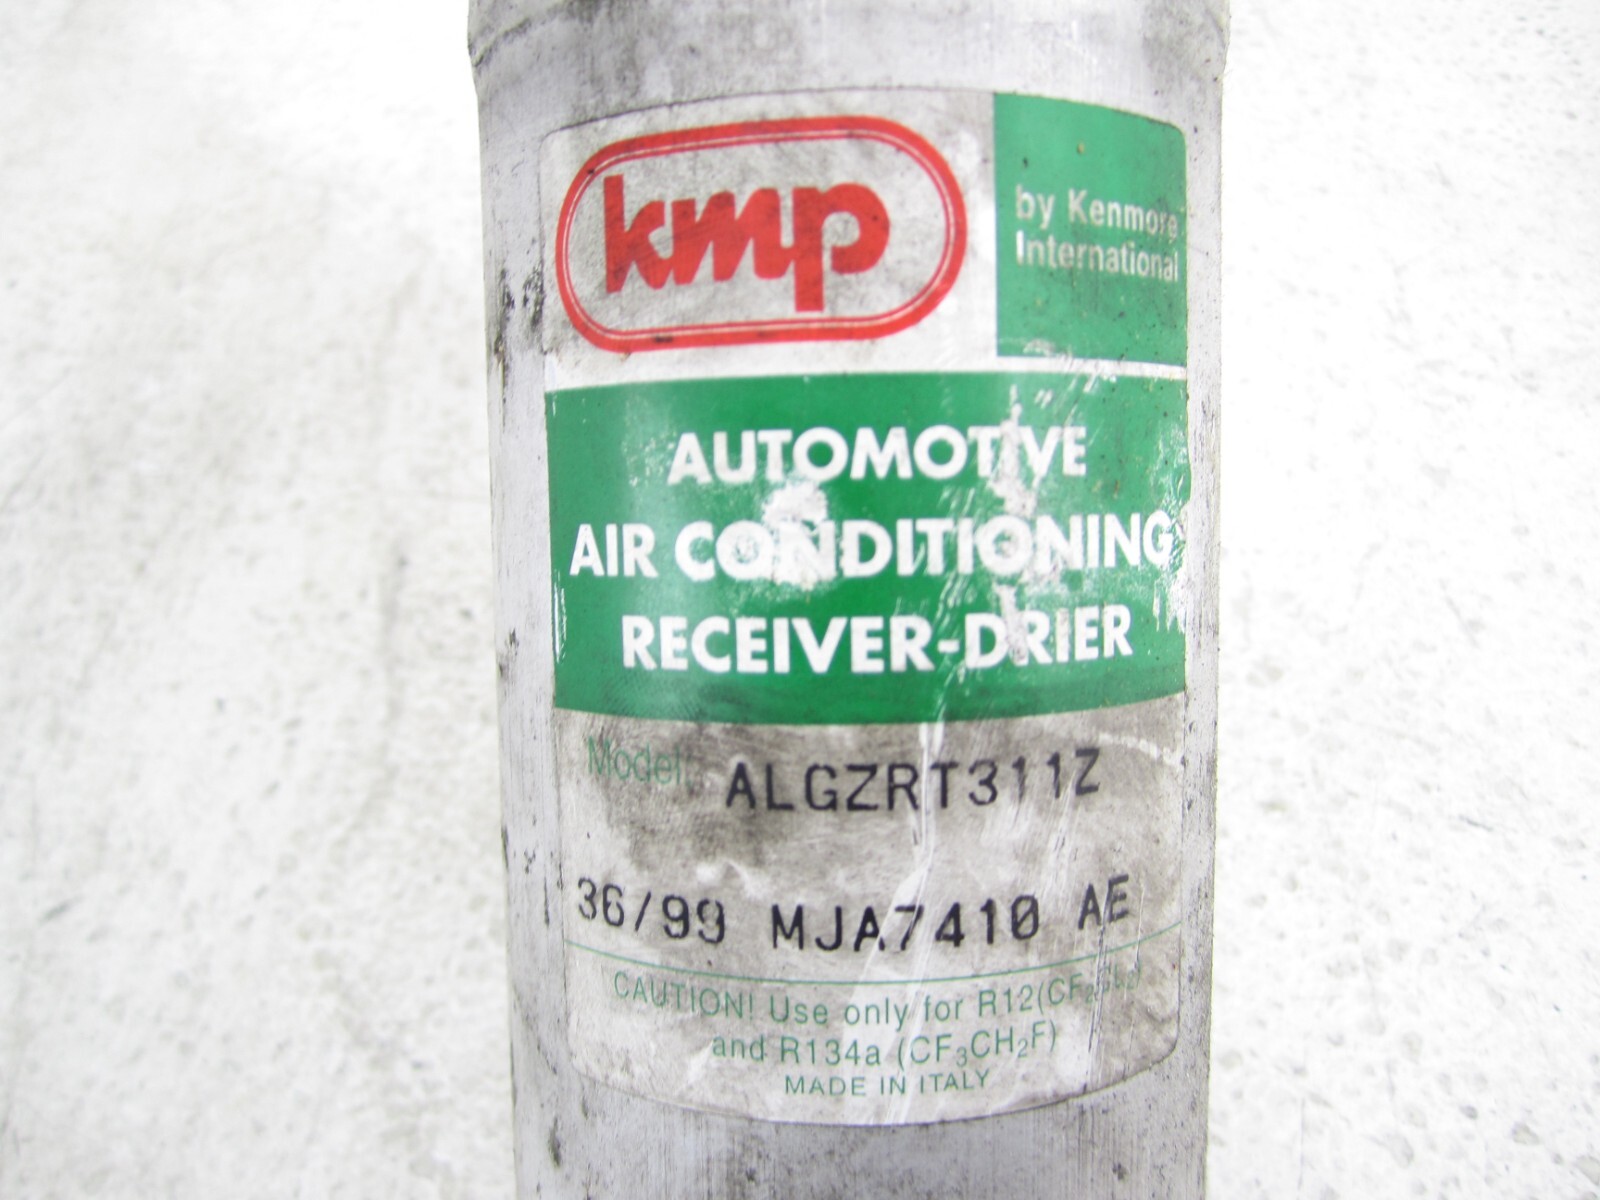 kmp
by Kenmore
International
AUTOMOTIVE
AIR CONDITIONING
RECEIVER-DRIER
Model: ALGZRT311Z
36/99 MJA7410 AE
CAUTION! Use only for R12(CF₂CL₂)
and R134a (CF₃CH₂F)
MADE IN ITALY